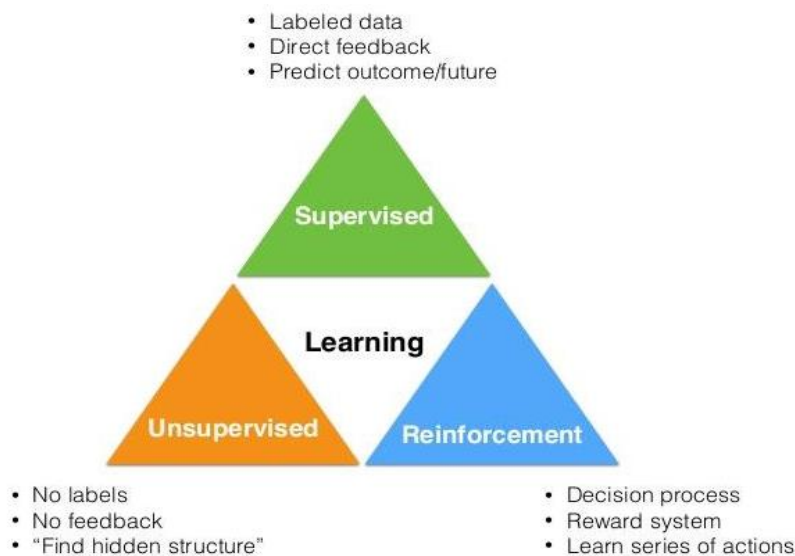 • Labeled data
• Direct feedback
• Predict outcome/future
Supervised
Learning
Unsupervised
Reinforcement
• No labels
• No feedback
• “Find hidden structure”
• Decision process
• Reward system
• Learn series of actions